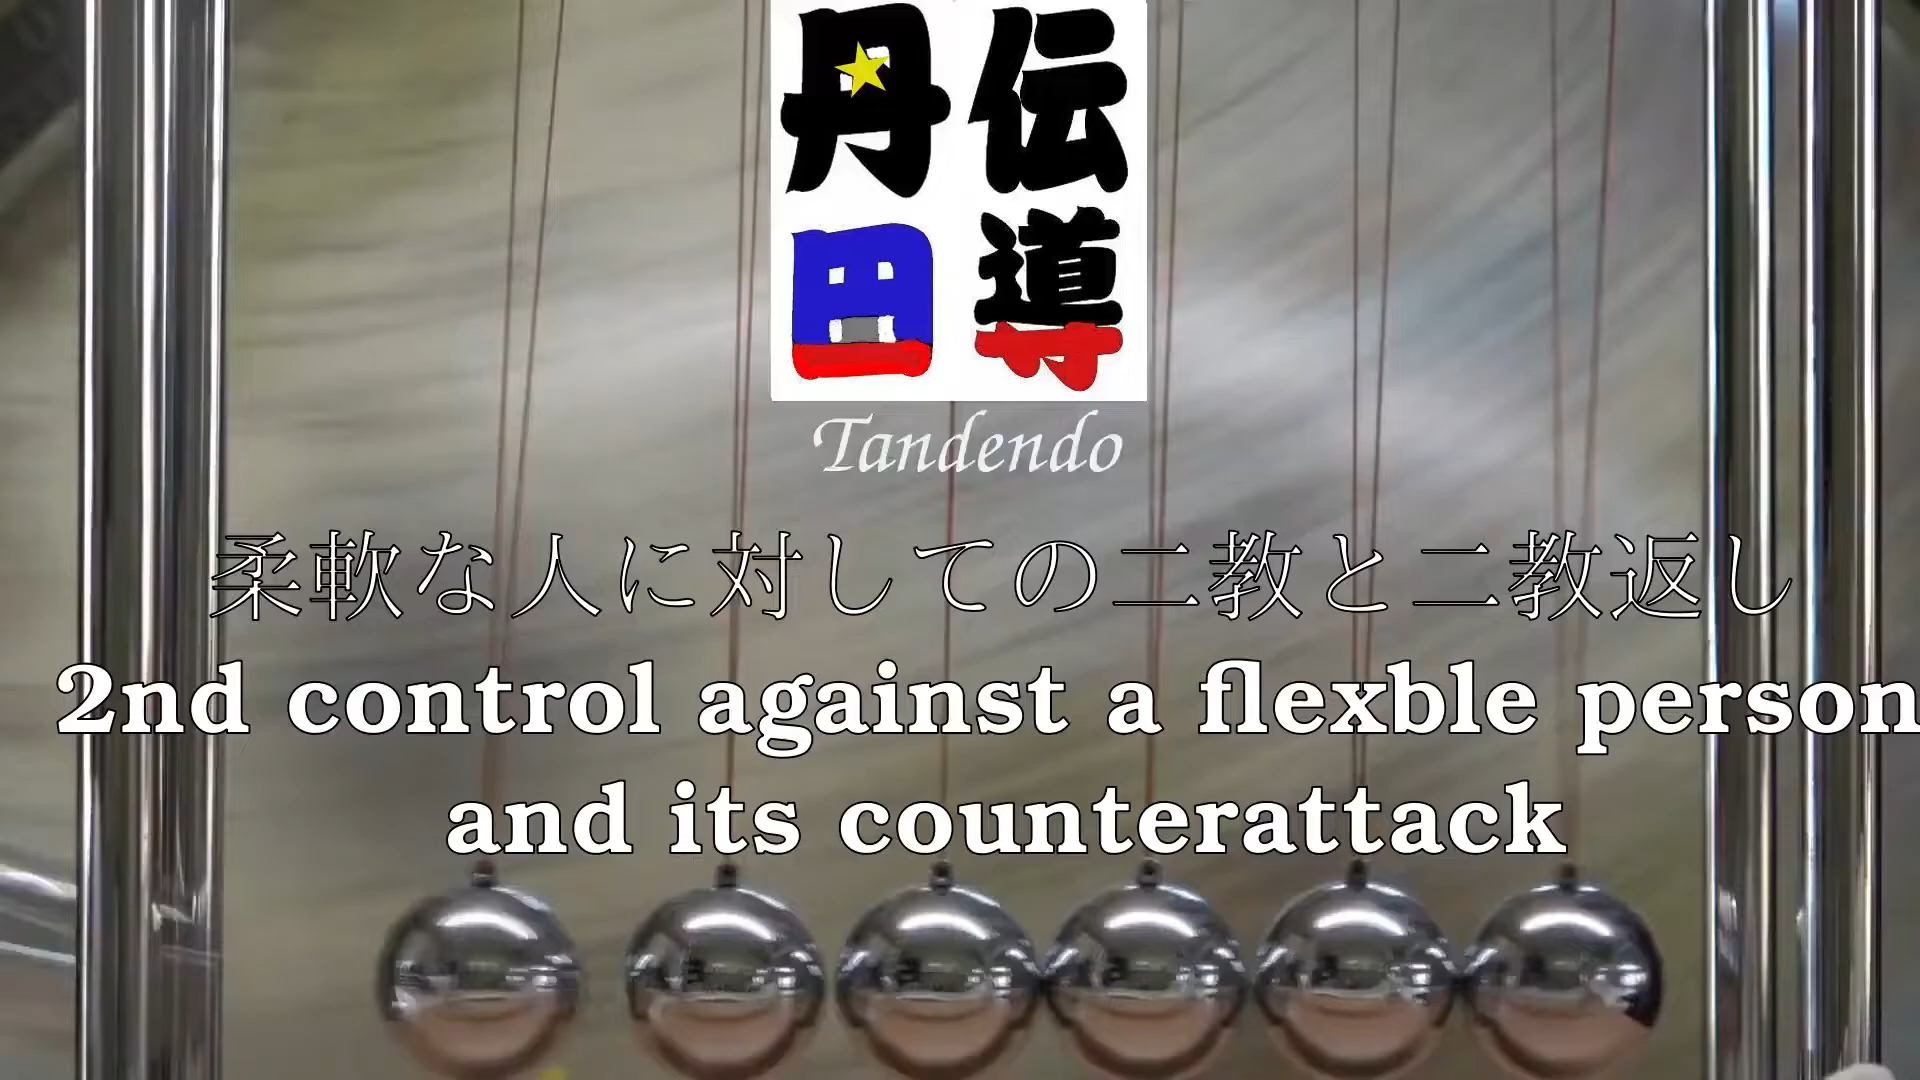 丹伝
田導
Tandendo
柔軟な人に対しての二教と二教返し
2nd control against a flexble person
and its counterattack